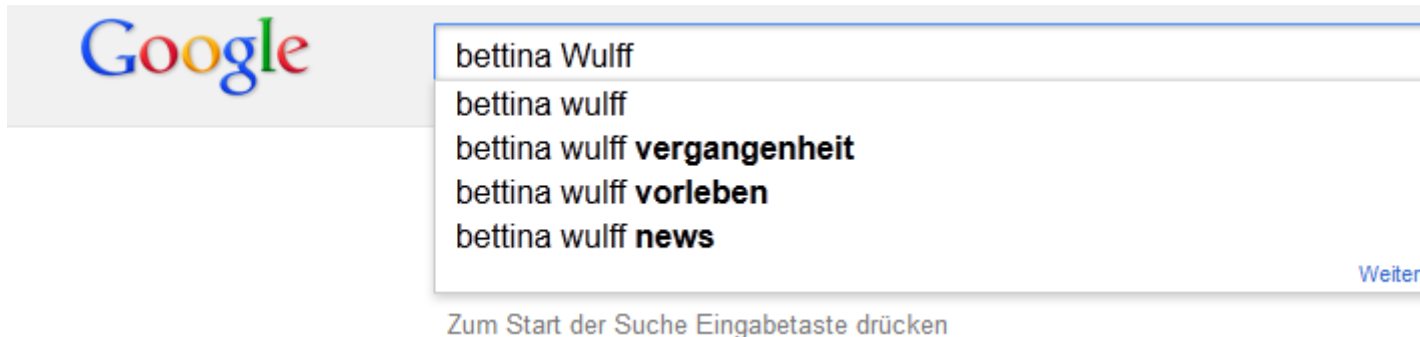 Google
bettina Wulff
bettina wulff
bettina wulff vergangenheit
bettina wulff vorleben
bettina wulff news
Weiter
Zum Start der Suche Eingabetaste drücken